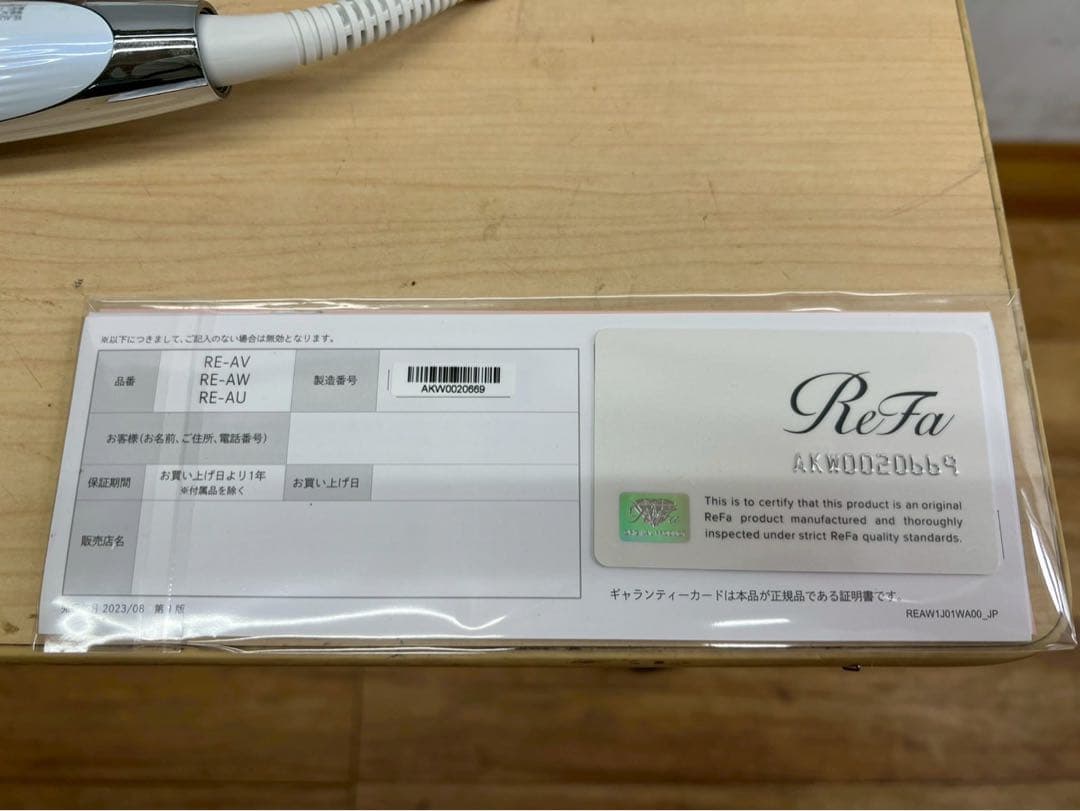 ※以下につきまして、ご記入のない場合は無効となります。
品番
RE-AV
RE-AW
RE-AU
製造番号
AKW0020669
お客様(お名前、ご住所、電話番号)
保証期間
お買い上げ日より1年
※付属品を除く
お買い上げ日
販売店名
2023/08 第1版
ReFa
AKW0020669
This is to certify that this product is an original
ReFa product manufactured and thoroughly
inspected under strict ReFa quality standards.
ギャランティーカードは本品が正規品である証明書です。
REAW1J01WA00_JP